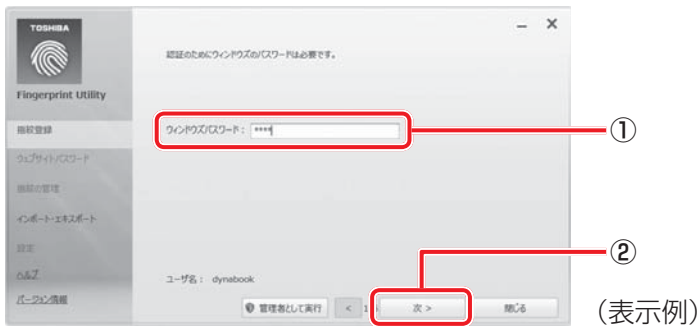 TOSHIBA
Fingerprint Utility
認証のためにウィンドウズのパスワードは必要です。
指紋登録
ウィンドウズパスワード： ****
①
ウェブサイトパスワード
指紋の管理
インポート・エキスポート
設定
②
ヘルプ
ユーザ名： dynabook
バージョン情報
管理者として実行
<
1
次 >
閉じる
（表示例）